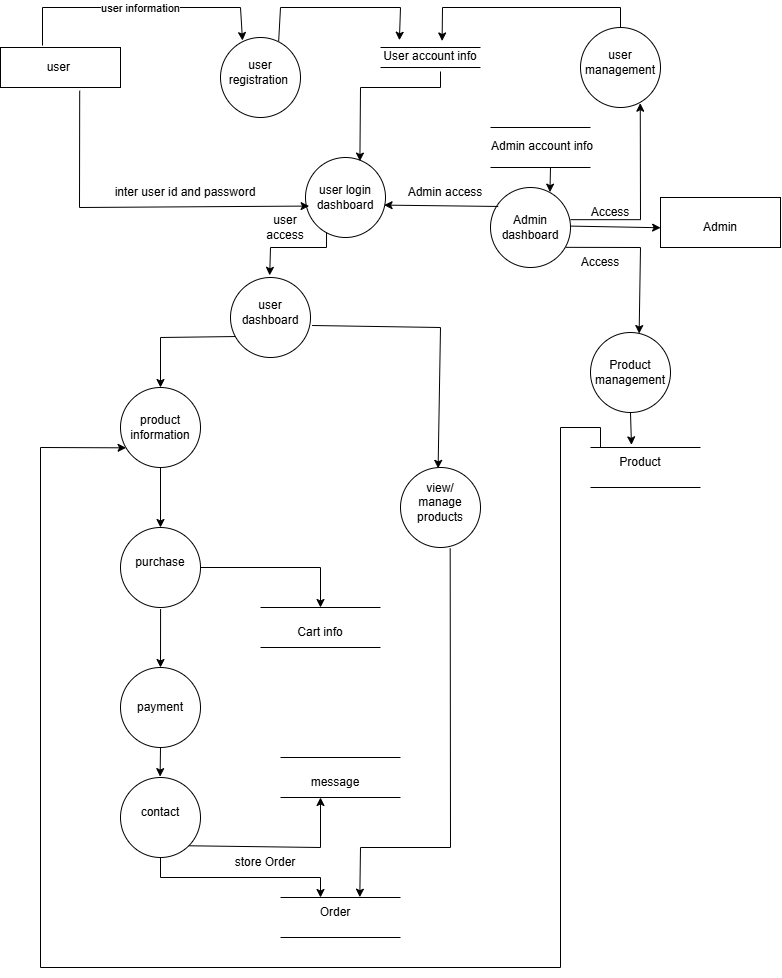 user information
user
user
registration
User account info
user
management
Admin account info
inter user id and password
user login
dashboard
Admin access
Admin
dashboard
Access
Admin
user
access
Access
user
dashboard
Product
management
product
information
Product
view/
manage
products
purchase
Cart info
payment
message
contact
store Order
Order